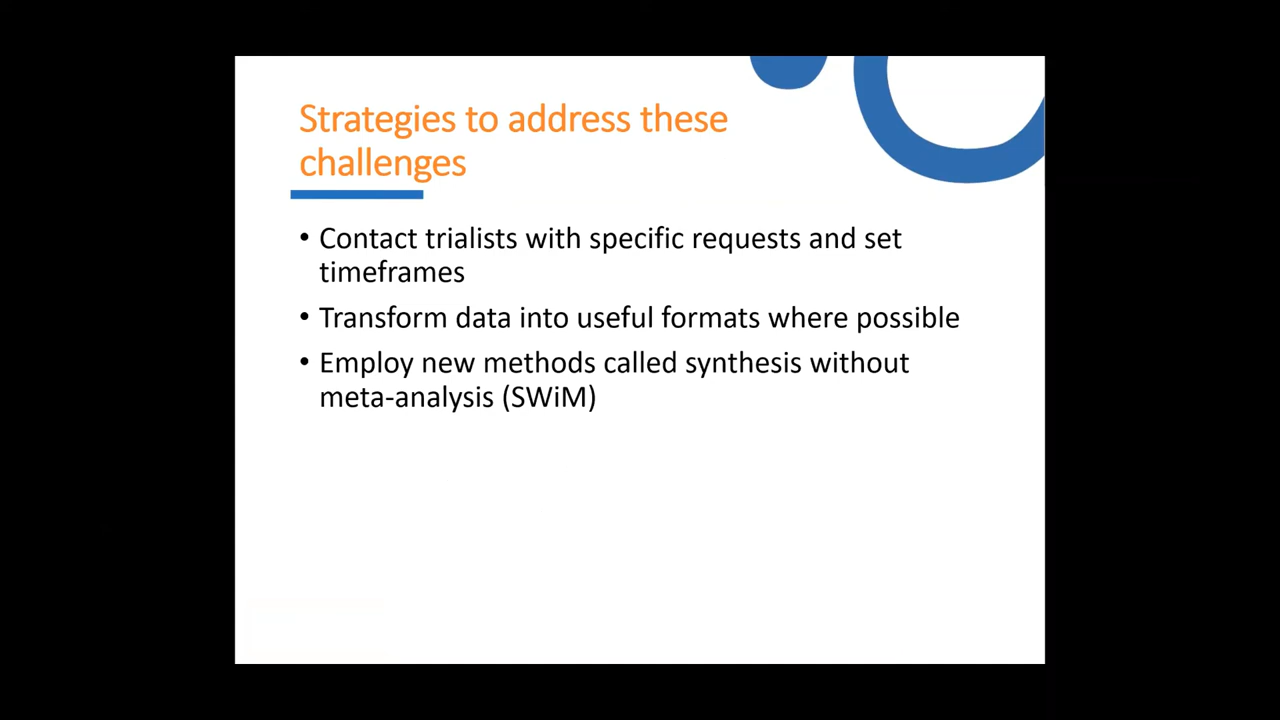 Strategies to address these
challenges
• Contact trialists with specific requests and set
timeframes
• Transform data into useful formats where possible
• Employ new methods called synthesis without
meta-analysis (SWiM)